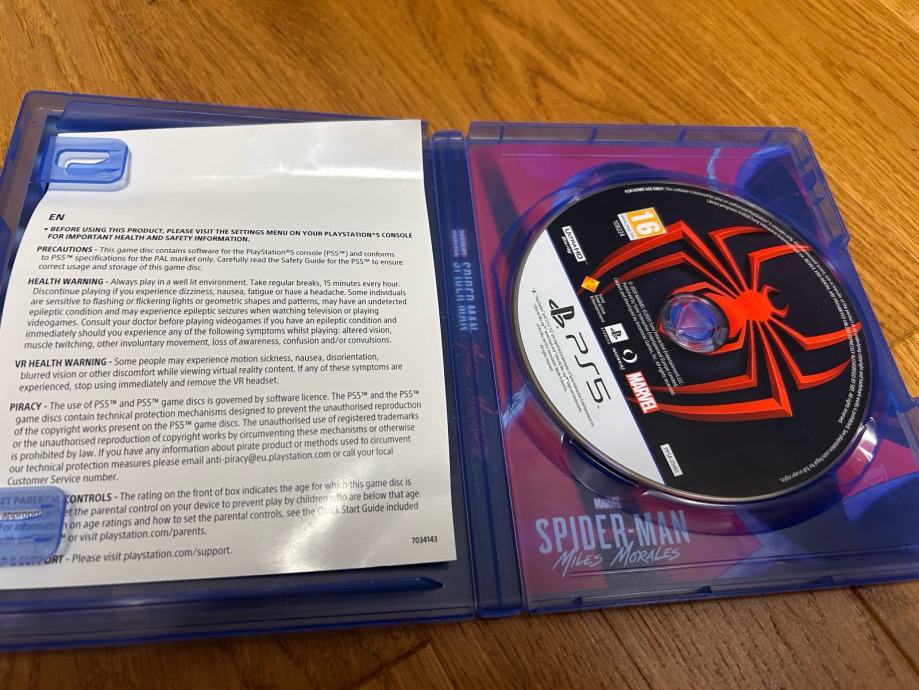 EN
• BEFORE USING THIS PRODUCT, PLEASE VISIT THE SETTINGS MENU ON YOUR PLAYSTATION®5 CONSOLE
FOR IMPORTANT HEALTH AND SAFETY INFORMATION.
PRECAUTIONS - This game disc contains software for the PlayStation®5 console (PS5™) and conforms
to PS5™ specifications for the PAL market only. Carefully read the Safety Guide for the PS5™ to ensure
correct usage and storage of this game disc.
HEALTH WARNING - Always play in a well lit environment. Take regular breaks, 15 minutes every hour.
Discontinue playing if you experience dizziness, nausea, fatigue or have a headache. Some individuals
are sensitive to flashing or flickering lights or geometric shapes and patterns, may have an undetected
epileptic condition and may experience epileptic seizures when watching television or playing
videogames. Consult your doctor before playing videogames if you have an epileptic condition and
immediately should you experience any of the following symptoms whilst playing: altered vision,
muscle twitching, other involuntary movement, loss of awareness, confusion and/or convulsions.
VR HEALTH WARNING - Some people may experience motion sickness, nausea, disorientation,
blurred vision or other discomfort while viewing virtual reality content. If any of these symptoms are
experienced, stop using immediately and remove the VR headset.
PIRACY - The use of PS5™ and PS5™ game discs is governed by software licence. The PS5™ and the PS5™
game discs contain technical protection mechanisms designed to prevent the unauthorised reproduction
of the copyright works present on the PS5™ game discs. The unauthorised use of registered trademarks
or the unauthorised reproduction of copyright works by circumventing these mechanisms or otherwise
is prohibited by law. If you have any information about pirate product or methods used to circumvent
our technical protection measures please email anti-piracy@eu.playstation.com or call your local
Customer Service number.
SET PARENTAL CONTROLS - The rating on the front of box indicates the age for which this game disc is
set the parental control on your device to prevent play by children who are below that age.
For information on age ratings and how to set the parental controls, see the Quick Start Guide included
or visit playstation.com/parents.
SUPPORT - Please visit playstation.com/support.
7034143
SPIDER-MAN
FOR HOME USE ONLY!
16
PS5
MARVEL
MARVEL
SPIDER-MAN
MILES MORALES